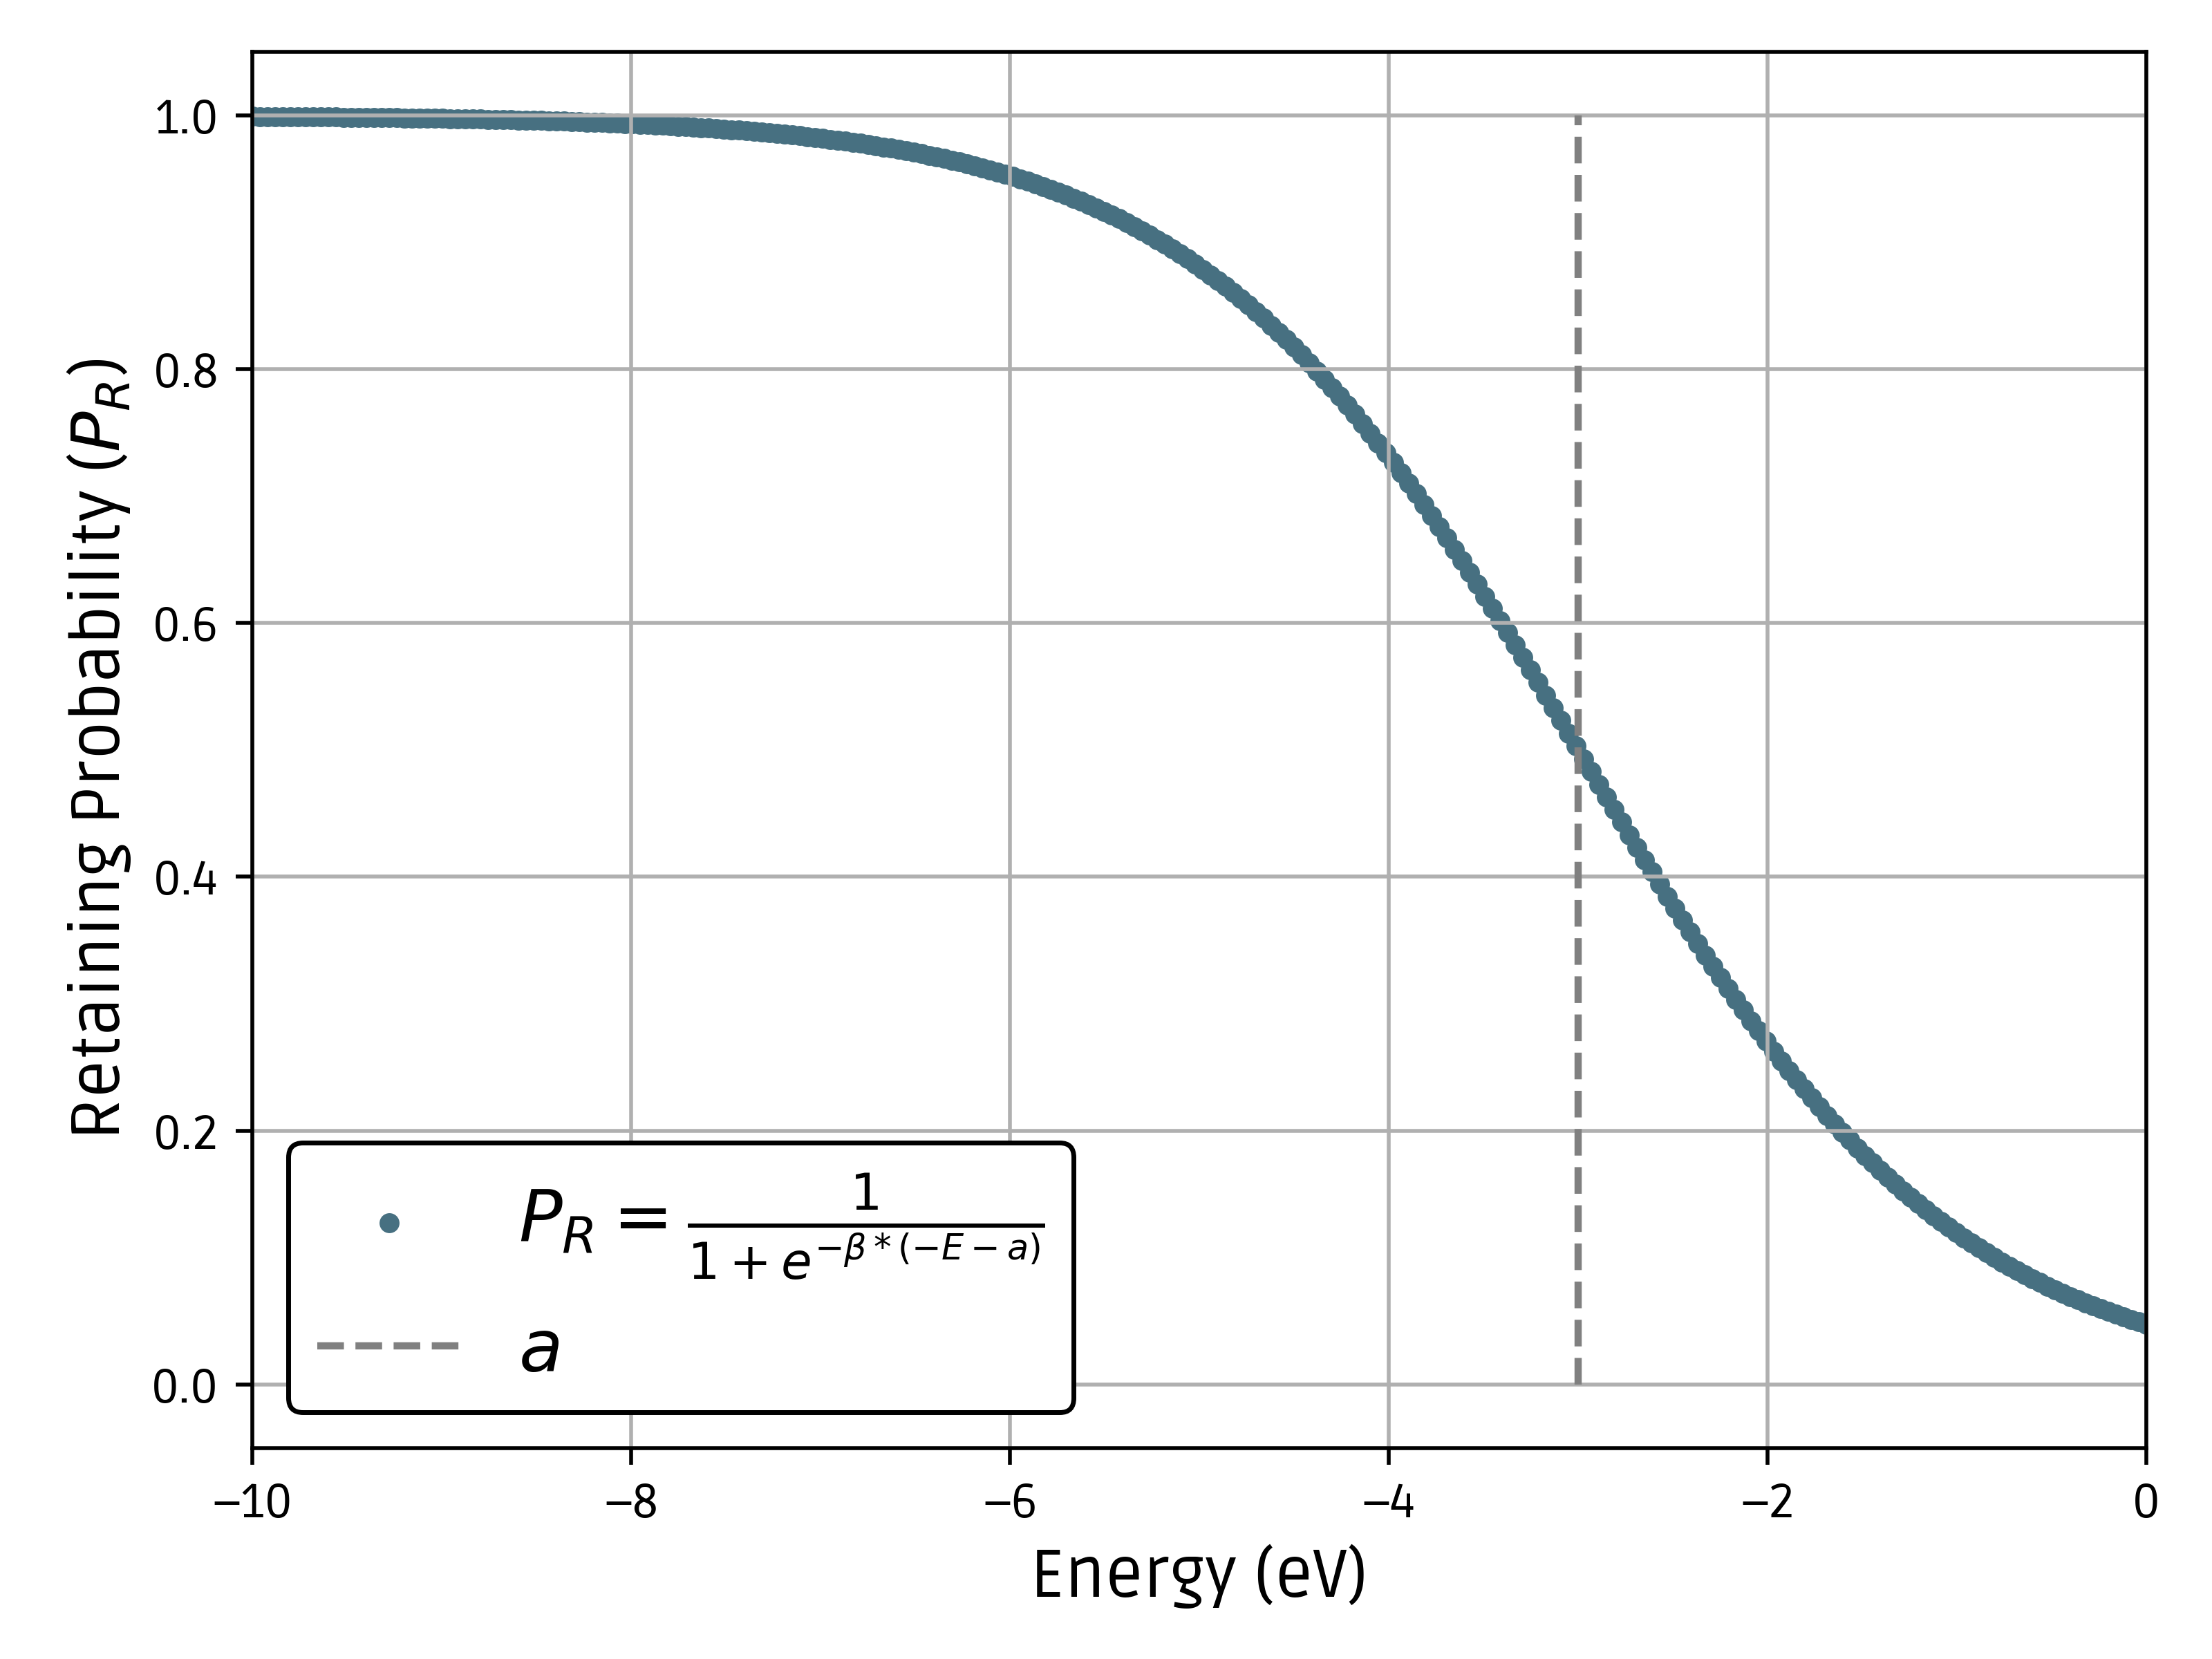 Retaining Probability (P_R)
1.0
0.8
0.6
0.4
0.2
0.0
P_R = \frac{1}{1 + e^{-β*(-E-a)}}
a
−10 −8 −6 −4 −2 0
Energy (eV)